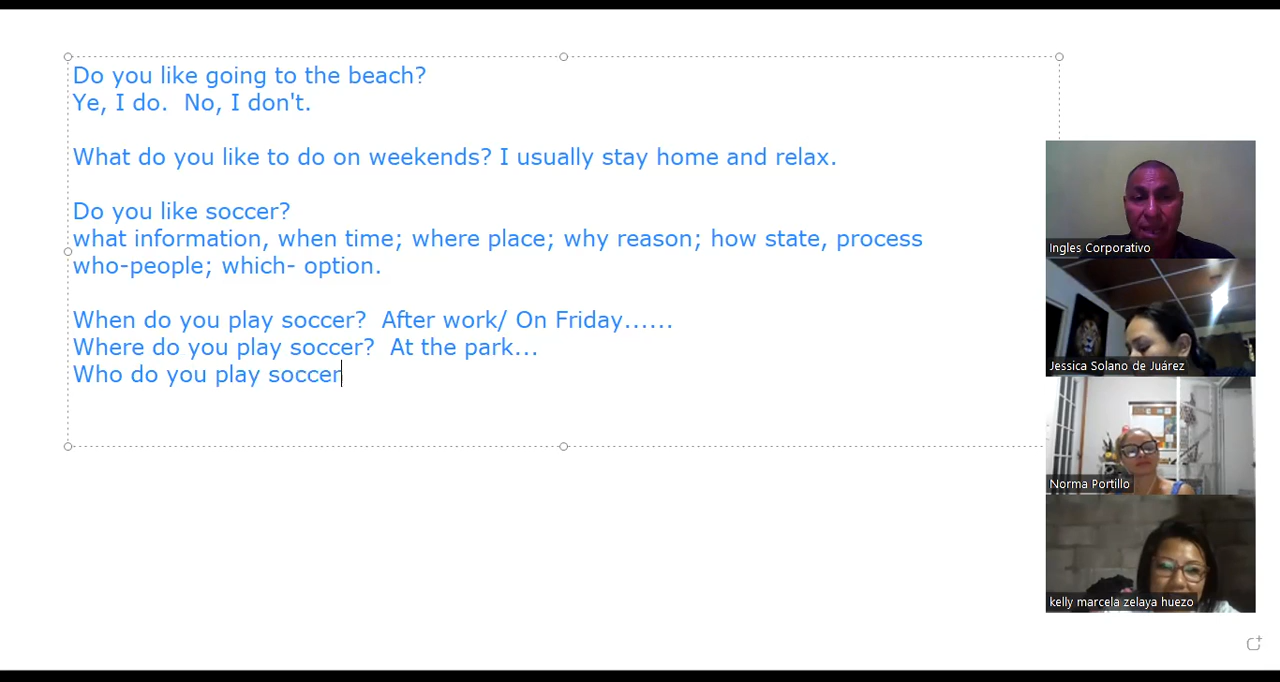 Do you like going to the beach?
Ye, I do.  No, I don't.
What do you like to do on weekends? I usually stay home and relax.
Do you like soccer?
what information, when time; where place; why reason; how state, process
who-people; which- option.
When do you play soccer?  After work/ On Friday......
Where do you play soccer?  At the park...
Who do you play soccer
Ingles Corporativo
Jessica Solano de Juárez
Norma Portillo
kelly marcela zelaya huezo